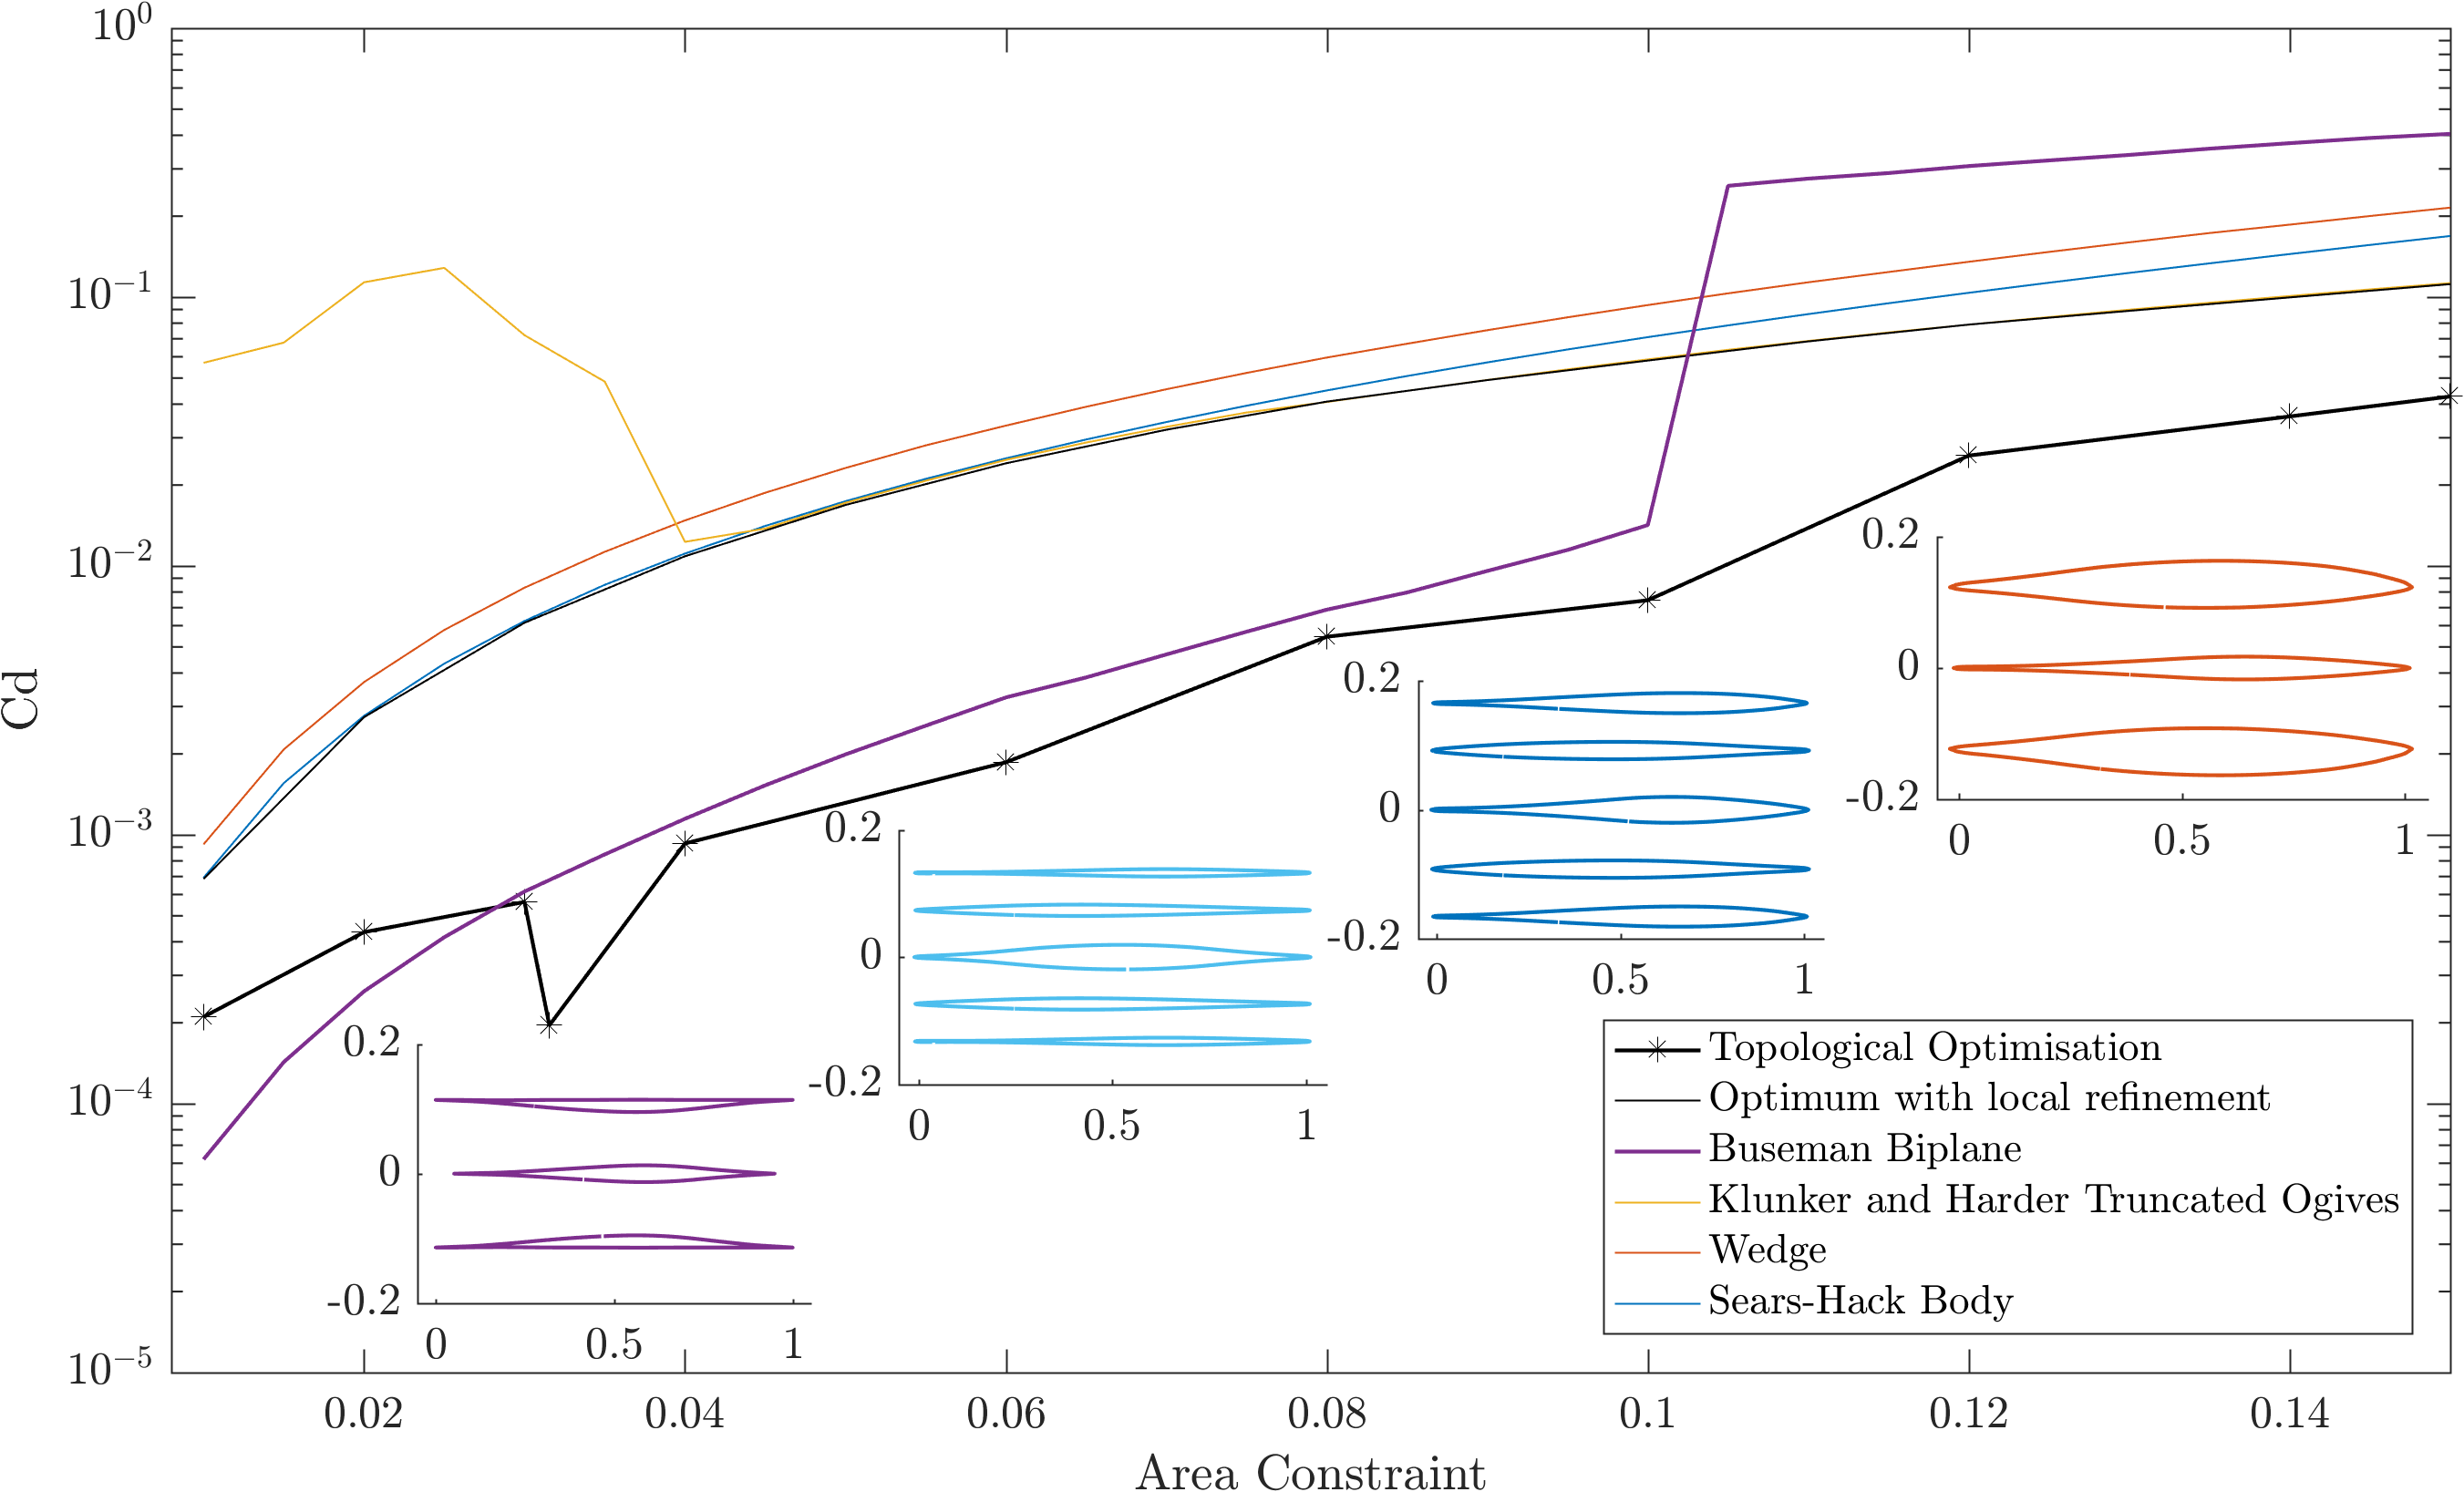 10^0
10^-1
10^-2
10^-3
10^-4
10^-5
Cd
0.02 0.04 0.06 0.08 0.1 0.12 0.14
Area Constraint
0.2
0
-0.2
0 0.5 1
0.2
0
-0.2
0 0.5 1
0.2
0
-0.2
0 0.5 1
0.2
0
-0.2
0 0.5 1
Topological Optimisation
Optimum with local refinement
Buseman Biplane
Klunker and Harder Truncated Ogives
Wedge
Sears-Hack Body